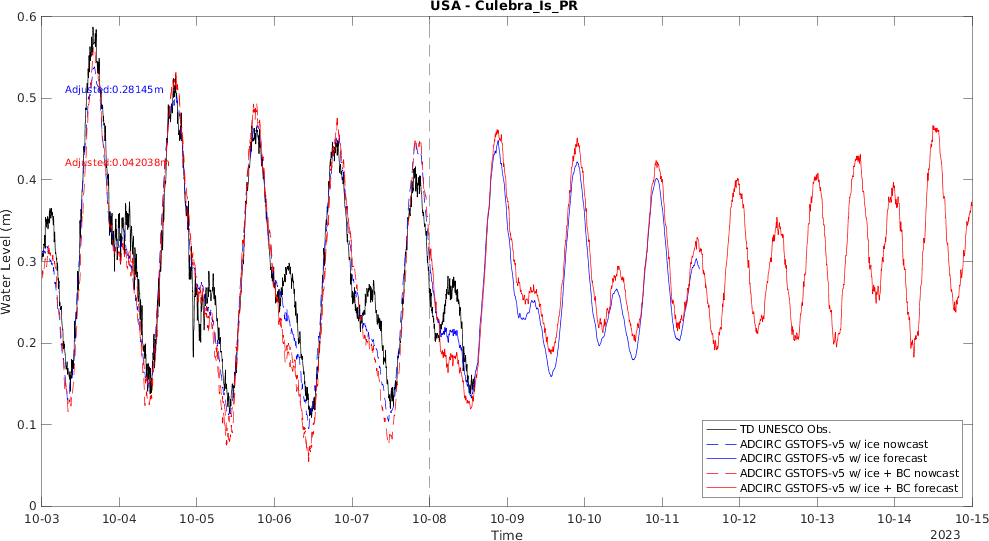 USA - Culebra_Is_PR
0.6
0.5
0.4
0.3
0.2
0.1
0
Water Level (m)
Adjusted:0.28145m
Adjusted:0.042038m
TD UNESCO Obs.
ADCIRC GSTOFS-v5 w/ ice nowcast
ADCIRC GSTOFS-v5 w/ ice forecast
ADCIRC GSTOFS-v5 w/ ice + BC nowcast
ADCIRC GSTOFS-v5 w/ ice + BC forecast
10-03 10-04 10-05 10-06 10-07 10-08 10-09 10-10 10-11 10-12 10-13 10-14 10-15
Time
2023